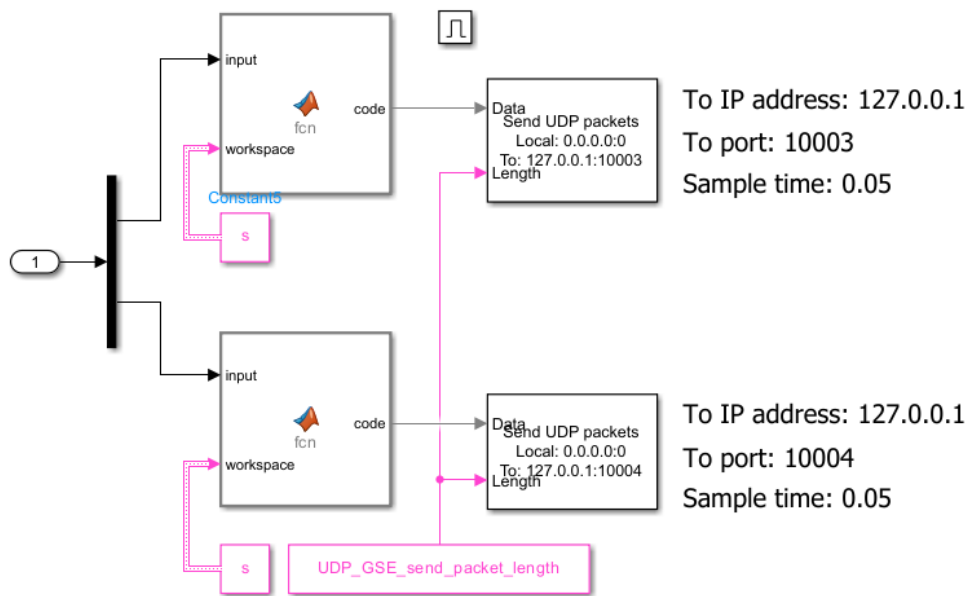 input
code
fcn
workspace
Constant5
s
1
Data
Send UDP packets
Local: 0.0.0.0:0
To: 127.0.0.1:10003
Length
To IP address: 127.0.0.1
To port: 10003
Sample time: 0.05
input
code
fcn
workspace
s
UDP_GSE_send_packet_length
Data
Send UDP packets
Local: 0.0.0.0:0
To: 127.0.0.1:10004
Length
To IP address: 127.0.0.1
To port: 10004
Sample time: 0.05